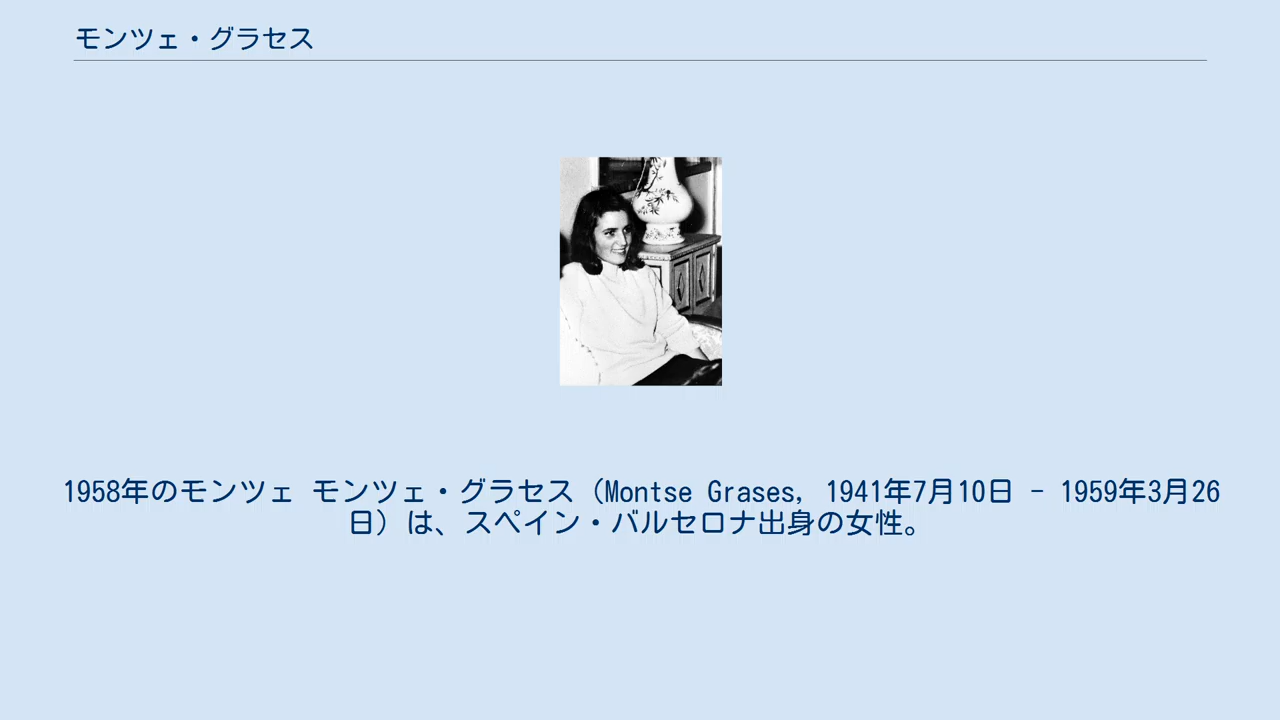 モンツェ・グラセス
1958年のモンツェ モンツェ・グラセス（Montse Grases, 1941年7月10日 - 1959年3月26
日）は、スペイン・バルセロナ出身の女性。